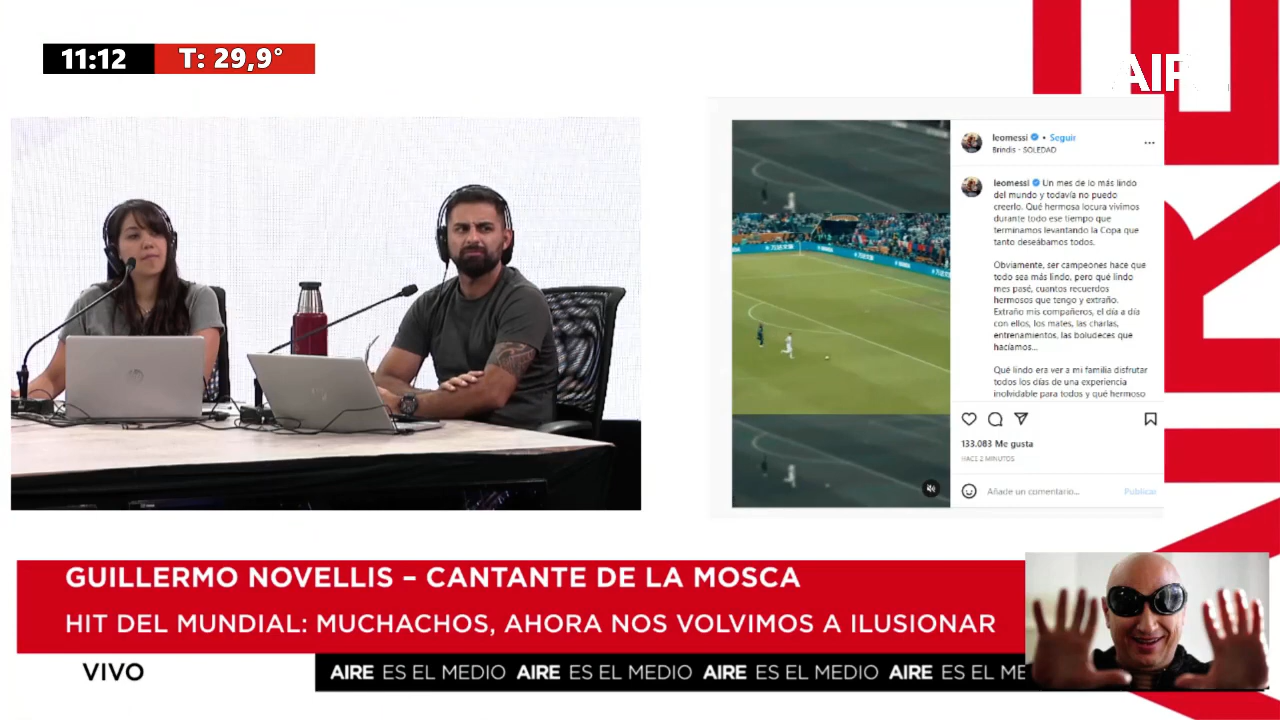 11:12 T: 29,9°
AIRE
leomessi • Seguir
Brindis - SOLEDAD
leomessi Un mes de lo más lindo
del mundo y todavía no puedo
creerlo. Qué hermosa locura vivimos
durante todo ese tiempo que
terminamos levantando la Copa que
tanto deseábamos todos.
Obviamente, ser campeones hace que
todo sea más lindo, pero qué lindo
mes pasé, cuantos recuerdos
hermosos que tengo y extraño.
Extraño mis compañeros, el día a día
con ellos, los mates, las charlas,
entrenamientos, las boludeces que
hacíamos...
Qué lindo era ver a mi familia disfrutar
todos los días de una experiencia
inolvidable para todos y qué hermoso
133.083 Me gusta
HACE 2 MINUTOS
Añade un comentario... Publicar
GUILLERMO NOVELLIS – CANTANTE DE LA MOSCA
HIT DEL MUNDIAL: MUCHACHOS, AHORA NOS VOLVIMOS A ILUSIONAR
VIVO AIRE ES EL MEDIO AIRE ES EL MEDIO AIRE ES EL MEDIO AIRE ES EL ME